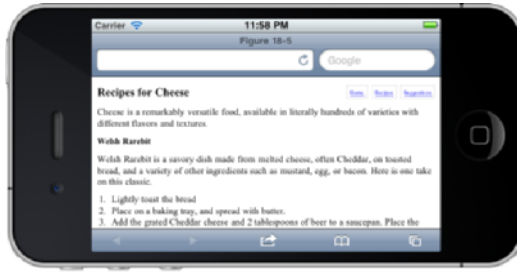 Carrier 11:58 PM
Figure 18-5
Google
Recipes for Cheese
Home Recipes Suggestions
Cheese is a remarkably versatile food, available in literally hundreds of varieties with
different flavors and textures.
Welsh Rarebit
Welsh Rarebit is a savory dish made from melted cheese, often Cheddar, on toasted
bread, and a variety of other ingredients such as mustard, egg, or bacon. Here is one take
on this classic.
1. Lightly toast the bread
2. Place on a baking tray, and spread with butter.
3. Add the grated Cheddar cheese and 2 tablespoons of beer to a saucepan. Place the